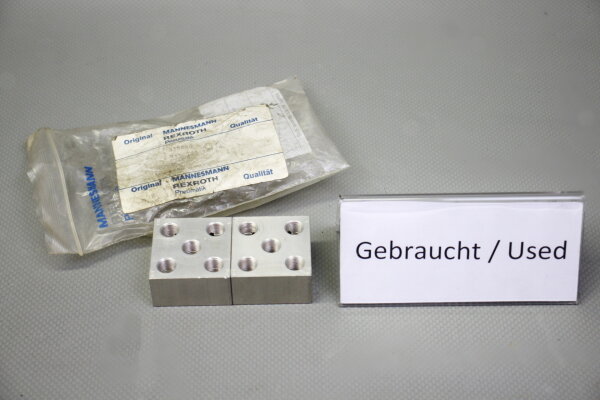 Original MANNESMANN Qualität
REXROTH
Pneumatik
Original MANNESMANN Qualität
REXROTH
Pneumatik
MANNESMANN
Gebraucht / Used